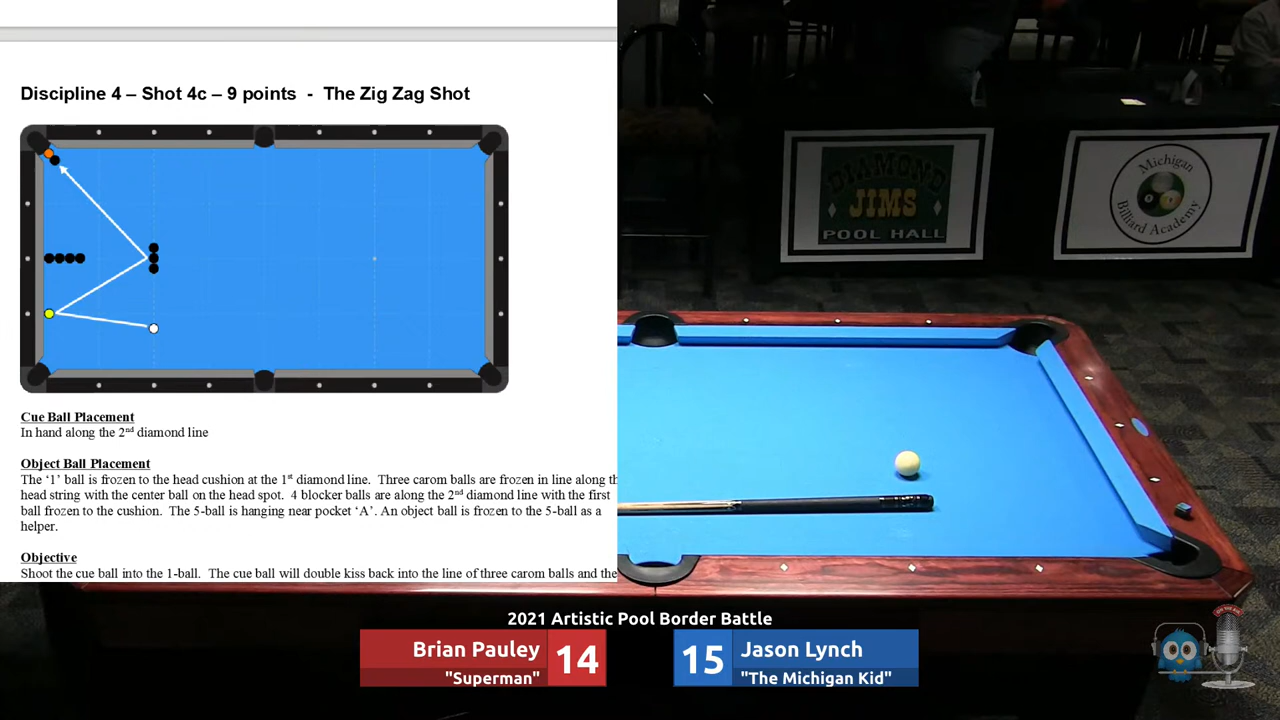 Discipline 4 – Shot 4c – 9 points - The Zig Zag Shot
Cue Ball Placement
In hand along the 2nd diamond line
Object Ball Placement
The ‘1’ ball is frozen to the head cushion at the 1st diamond line. Three carom balls are frozen in line along th
head string with the center ball on the head spot. 4 blocker balls are along the 2nd diamond line with the first
ball frozen to the cushion. The 5-ball is hanging near pocket ‘A’. An object ball is frozen to the 5-ball as a
helper.
Objective
Shoot the cue ball into the 1-ball. The cue ball will double kiss back into the line of three carom balls and the
DIAMOND
JIMS
POOL HALL
Michigan
Billiard Academy
2021 Artistic Pool Border Battle
Brian Pauley 14
"Superman"
15 Jason Lynch
"The Michigan Kid"